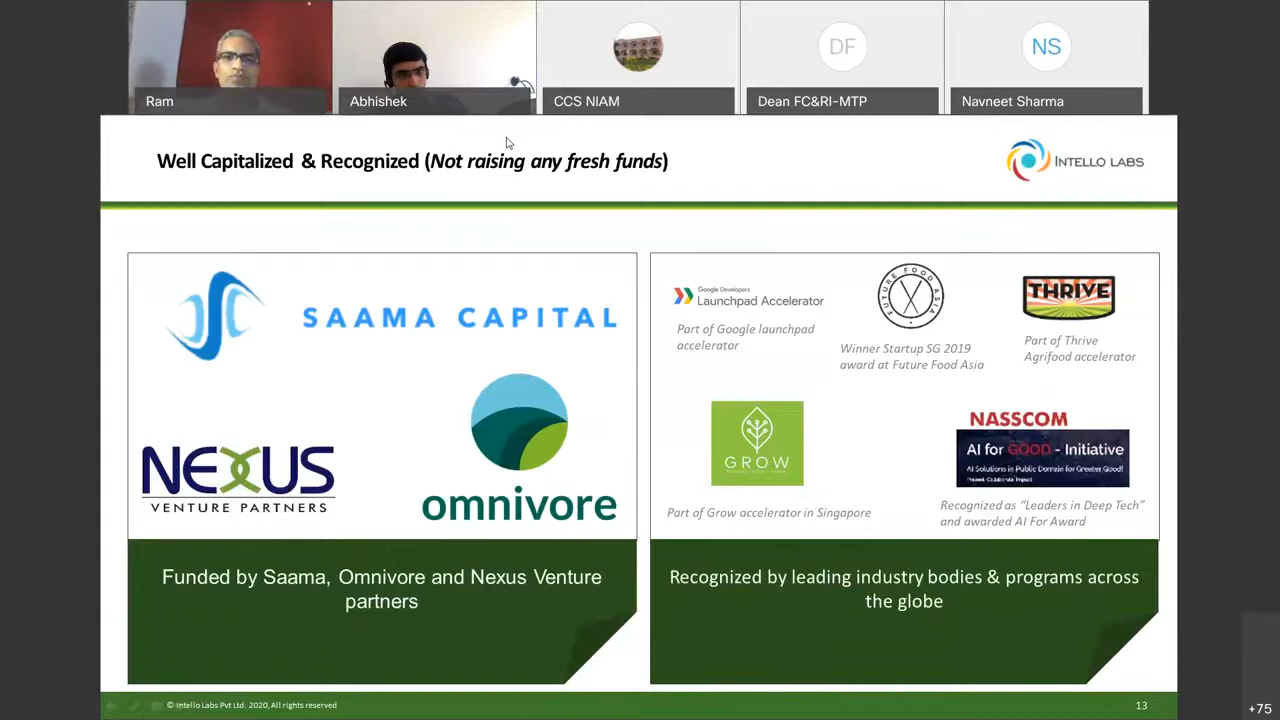 DF
NS
Ram
Abhishek
CCS NIAM
Dean FC&RI-MTP
Navneet Sharma
Well Capitalized & Recognized (Not raising any fresh funds)
INTELLO LABS
SAAMA CAPITAL
NEXUS
VENTURE PARTNERS
omnivore
Funded by Saama, Omnivore and Nexus Venture
partners
Google Developers
Launchpad Accelerator
Part of Google launchpad
accelerator
FUTURE FOOD ASIA
Winner Startup SG 2019
award at Future Food Asia
THRIVE
Part of Thrive
Agrifood accelerator
GROW
Part of Grow accelerator in Singapore
NASSCOM
AI for GOOD - Initiative
AI Solutions in Public Domain for Greater Good!
Recognized as "Leaders in Deep Tech"
and awarded AI For Award
Recognized by leading industry bodies & programs across
the globe
© Intello Labs Pvt Ltd. 2020, All rights reserved
13
+75